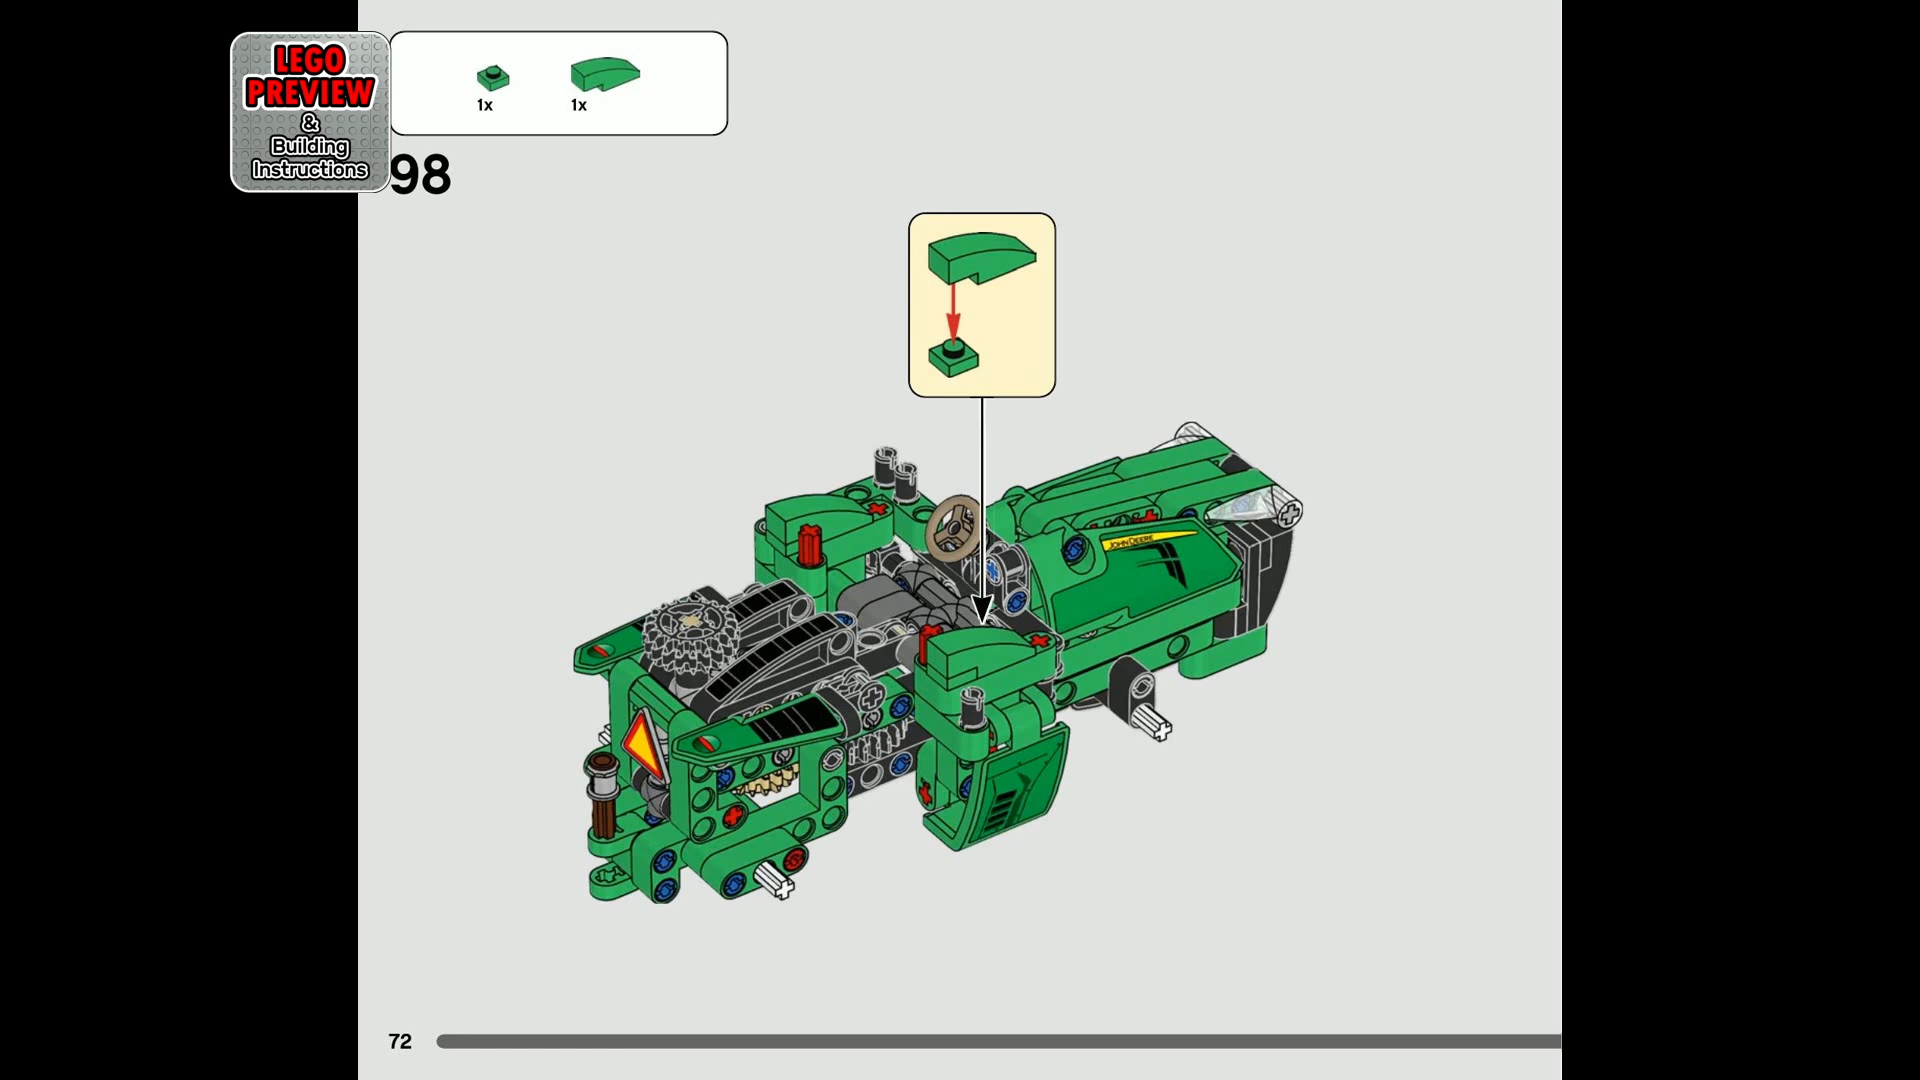 LEGO
PREVIEW
&
Building
Instructions
1x
1x
98
JOHN DEERE
72